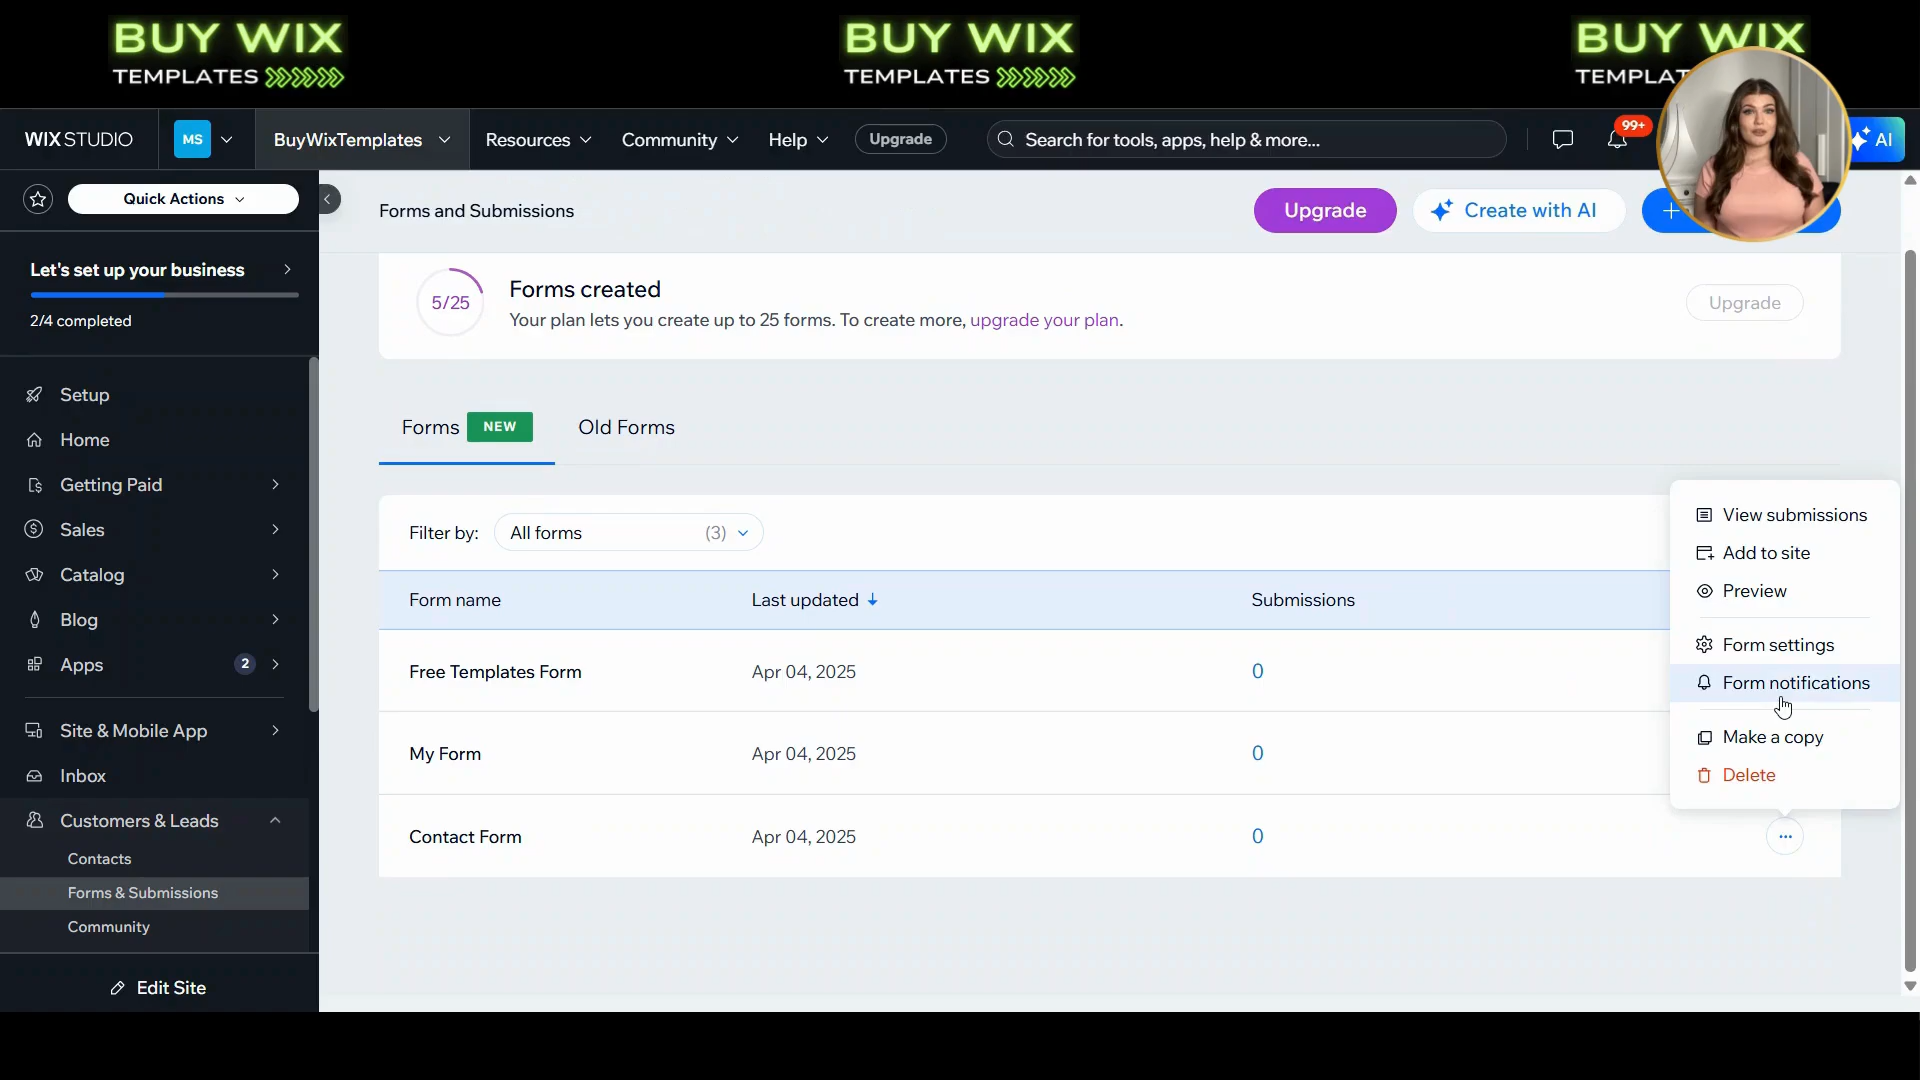 BUY WIX
TEMPLATES
BUY WIX
TEMPLATES
BUY WIX
WIX STUDIO
MS
BuyWixTemplates
Resources
Community
Help
Upgrade
Search for tools, apps, help & more...
99+
AI
Quick Actions
Let's set up your business
2/4 completed
Setup
Home
Getting Paid
Sales
Catalog
Blog
Apps
2
Site & Mobile App
Inbox
Customers & Leads
Contacts
Forms & Submissions
Community
Edit Site
Forms and Submissions
Upgrade
Create with AI
5/25
Forms created
Your plan lets you create up to 25 forms. To create more, upgrade your plan.
Upgrade
Forms
NEW
Old Forms
Filter by:
All forms
(3)
Form name
Last updated
Submissions
Free Templates Form
Apr 04, 2025
0
My Form
Apr 04, 2025
0
Contact Form
Apr 04, 2025
0
View submissions
Add to site
Preview
Form settings
Form notifications
Make a copy
Delete